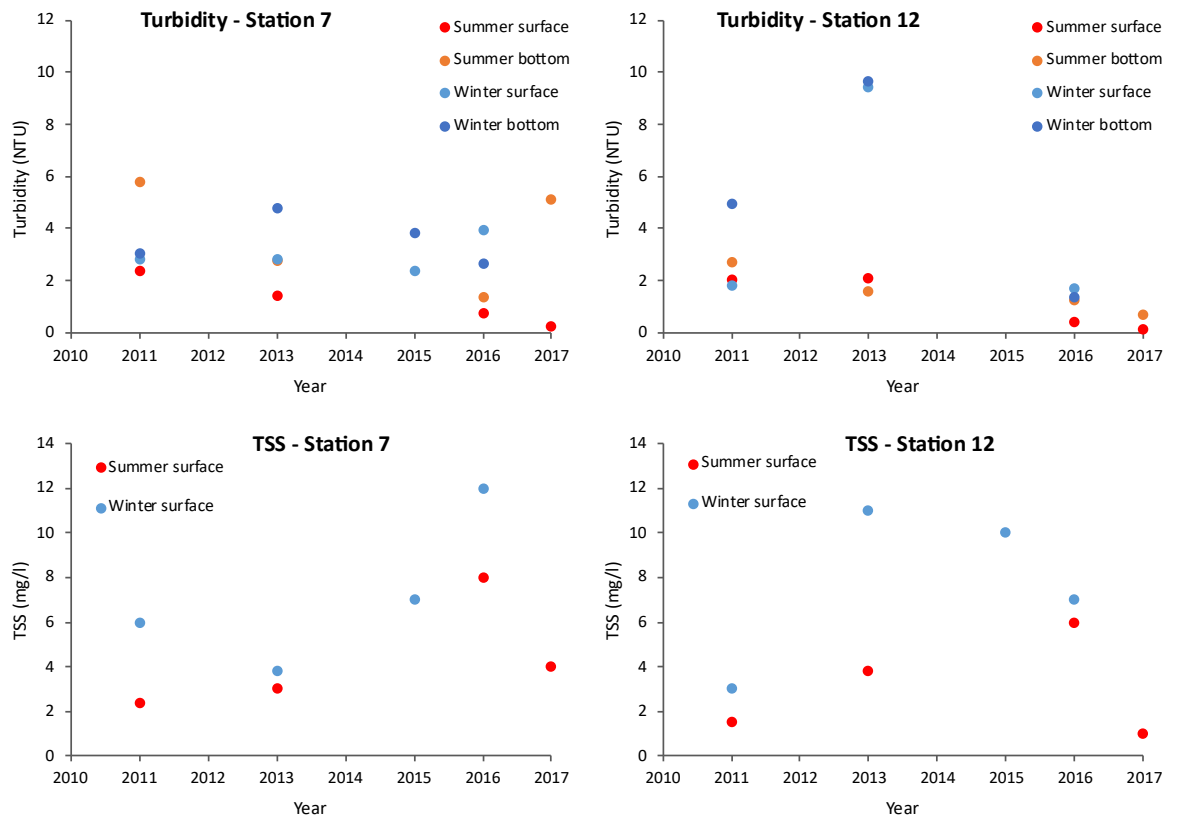 Turbidity - Station 7
Turbidity (NTU)
12
10
8
6
4
2
0
2010 2011 2012 2013 2014 2015 2016 2017
Year
Summer surface
Summer bottom
Winter surface
Winter bottom
Turbidity - Station 12
Turbidity (NTU)
12
10
8
6
4
2
0
2010 2011 2012 2013 2014 2015 2016 2017
Year
Summer surface
Summer bottom
Winter surface
Winter bottom
TSS - Station 7
TSS (mg/l)
14
12
10
8
6
4
2
0
2010 2011 2012 2013 2014 2015 2016 2017
Year
Summer surface
Winter surface
TSS - Station 12
TSS (mg/l)
14
12
10
8
6
4
2
0
2010 2011 2012 2013 2014 2015 2016 2017
Year
Summer surface
Winter surface